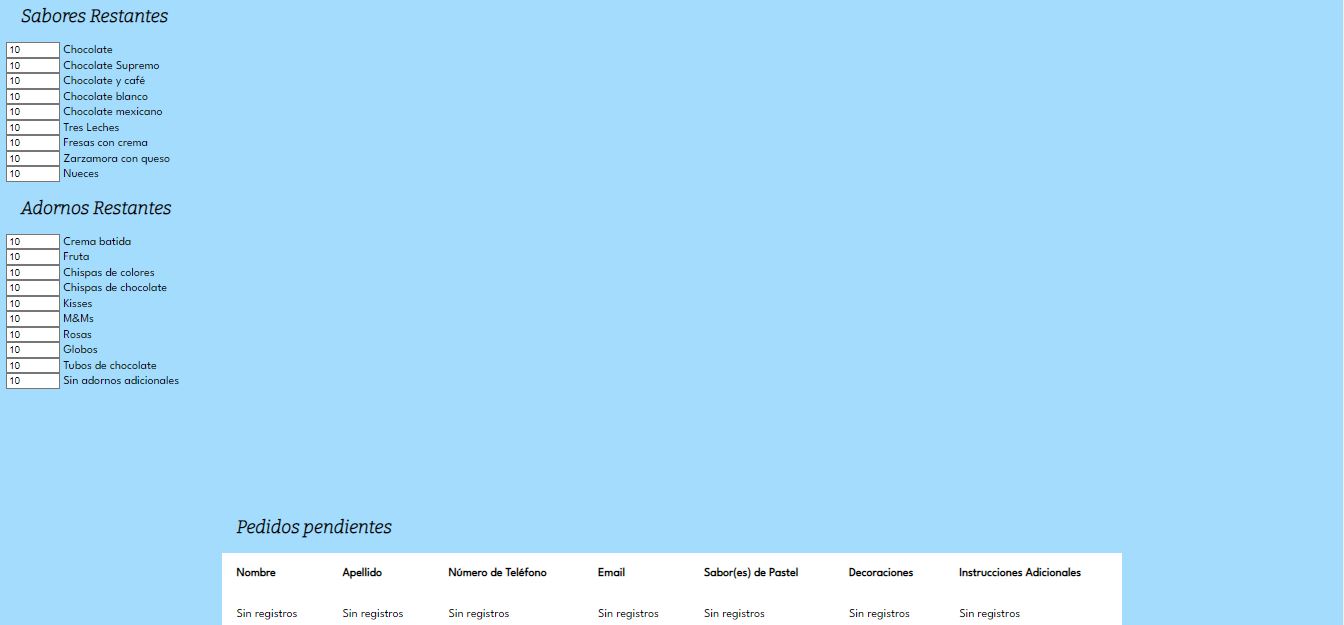 Sabores Restantes
10 Chocolate
10 Chocolate Supremo
10 Chocolate y café
10 Chocolate blanco
10 Chocolate mexicano
10 Tres Leches
10 Fresas con crema
10 Zarzamora con queso
10 Nueces
Adornos Restantes
10 Crema batida
10 Fruta
10 Chispas de colores
10 Chispas de chocolate
10 Kisses
10 M&Ms
10 Rosas
10 Globos
10 Tubos de chocolate
10 Sin adornos adicionales
Pedidos pendientes
Nombre Apellido Número de Teléfono Email Sabor(es) de Pastel Decoraciones Instrucciones Adicionales
Sin registros Sin registros Sin registros Sin registros Sin registros Sin registros Sin registros